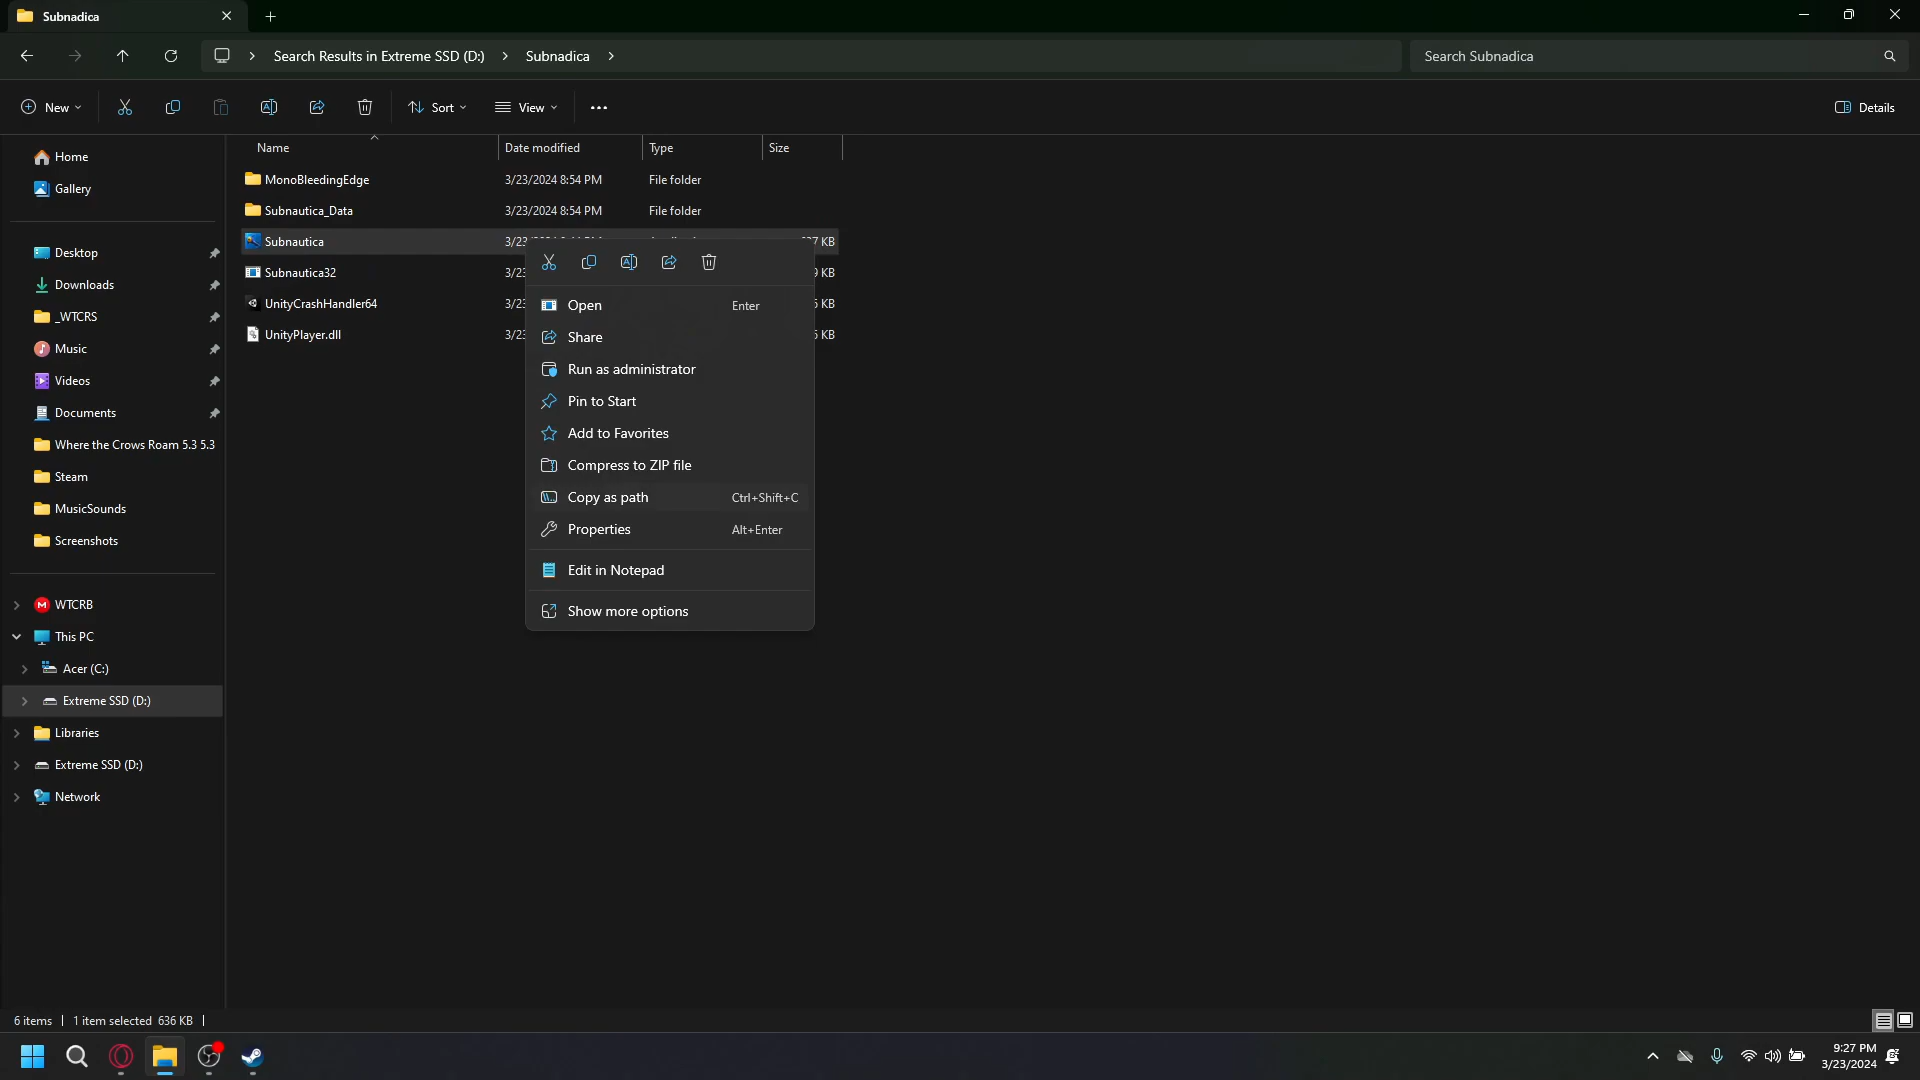 Subnadica
Search Results in Extreme SSD (D:) Subnadica
Search Subnadica
New
Sort
View
Details
Home
Gallery
Desktop
Downloads
_WTCRS
Music
Videos
Documents
Where the Crows Roam 5.3 5.3
Steam
MusicSounds
Screenshots
WTCRB
This PC
Acer (C:)
Extreme SSD (D:)
Libraries
Extreme SSD (D:)
Network
Name Date modified Type Size
MonoBleedingEdge 3/23/2024 8:54 PM File folder
Subnautica_Data 3/23/2024 8:54 PM File folder
Subnautica KB
Subnautica32 KB
UnityCrashHandler64 KB
UnityPlayer.dll KB
Open Enter
Share
Run as administrator
Pin to Start
Add to Favorites
Compress to ZIP file
Copy as path Ctrl+Shift+C
Properties Alt+Enter
Edit in Notepad
Show more options
6 items 1 item selected 636 KB
9:27 PM
3/23/2024